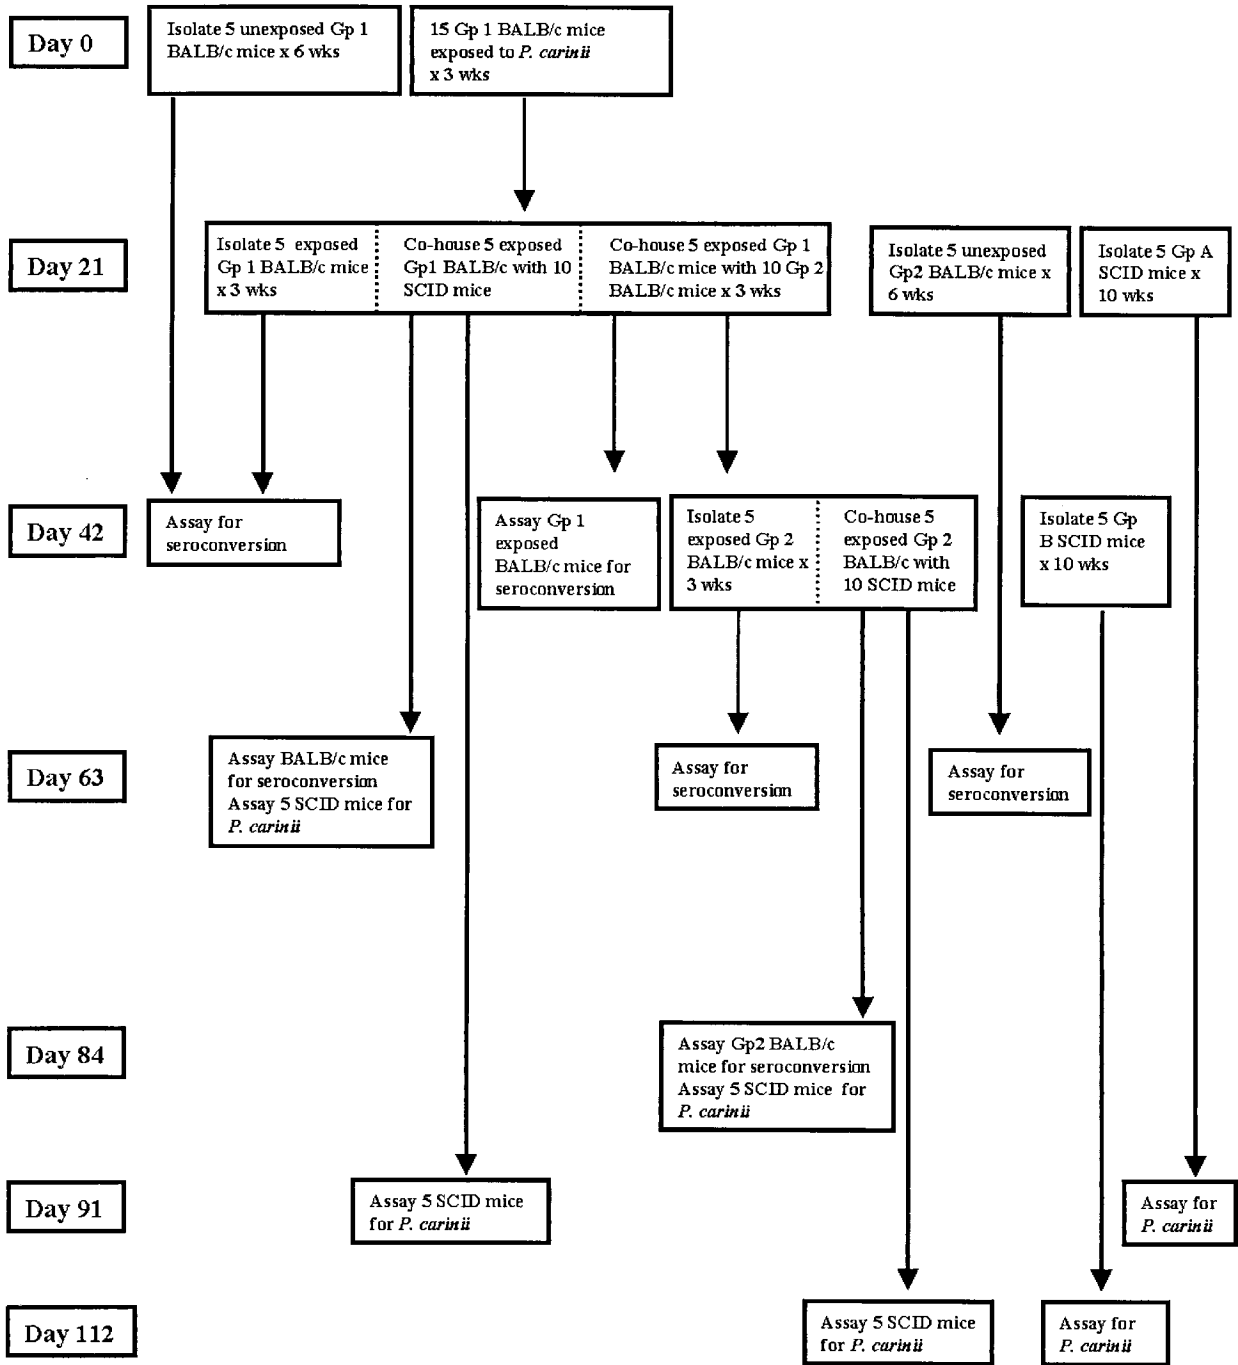 Day 0
Isolate 5 unexposed Gp 1
BALB/c mice x 6 wks
15 Gp 1 BALB/c mice
exposed to P. carinii
x 3 wks
Day 21
Isolate 5 exposed
Gp 1 BALB/c mice
x 3 wks
Co-house 5 exposed
Gp1 BALB/c with 10
SCID mice
Co-house 5 exposed Gp 1
BALB/c mice with 10 Gp 2
BALB/c mice x 3 wks
Isolate 5 unexposed
Gp2 BALB/c mice x
6 wks
Isolate 5 Gp A
SCID mice x
10 wks
Day 42
Assay for
seroconversion
Assay Gp 1
exposed
BALB/c mice for
seroconversion
Isolate 5
exposed Gp 2
BALB/c mice x
3 wks
Co-house 5
exposed Gp 2
BALB/c with
10 SCID mice
Isolate 5 Gp
B SCID mice
x 10 wks
Day 63
Assay BALB/c mice
for seroconversion
Assay 5 SCID mice for
P. carinii
Assay for
seroconversion
Assay for
seroconversion
Day 84
Assay Gp2 BALB/c
mice for seroconversion
Assay 5 SCID mice for
P. carinii
Day 91
Assay 5 SCID mice
for P. carinii
Assay for
P. carinii
Day 112
Assay 5 SCID mice
for P. carinii
Assay for
P. carinii